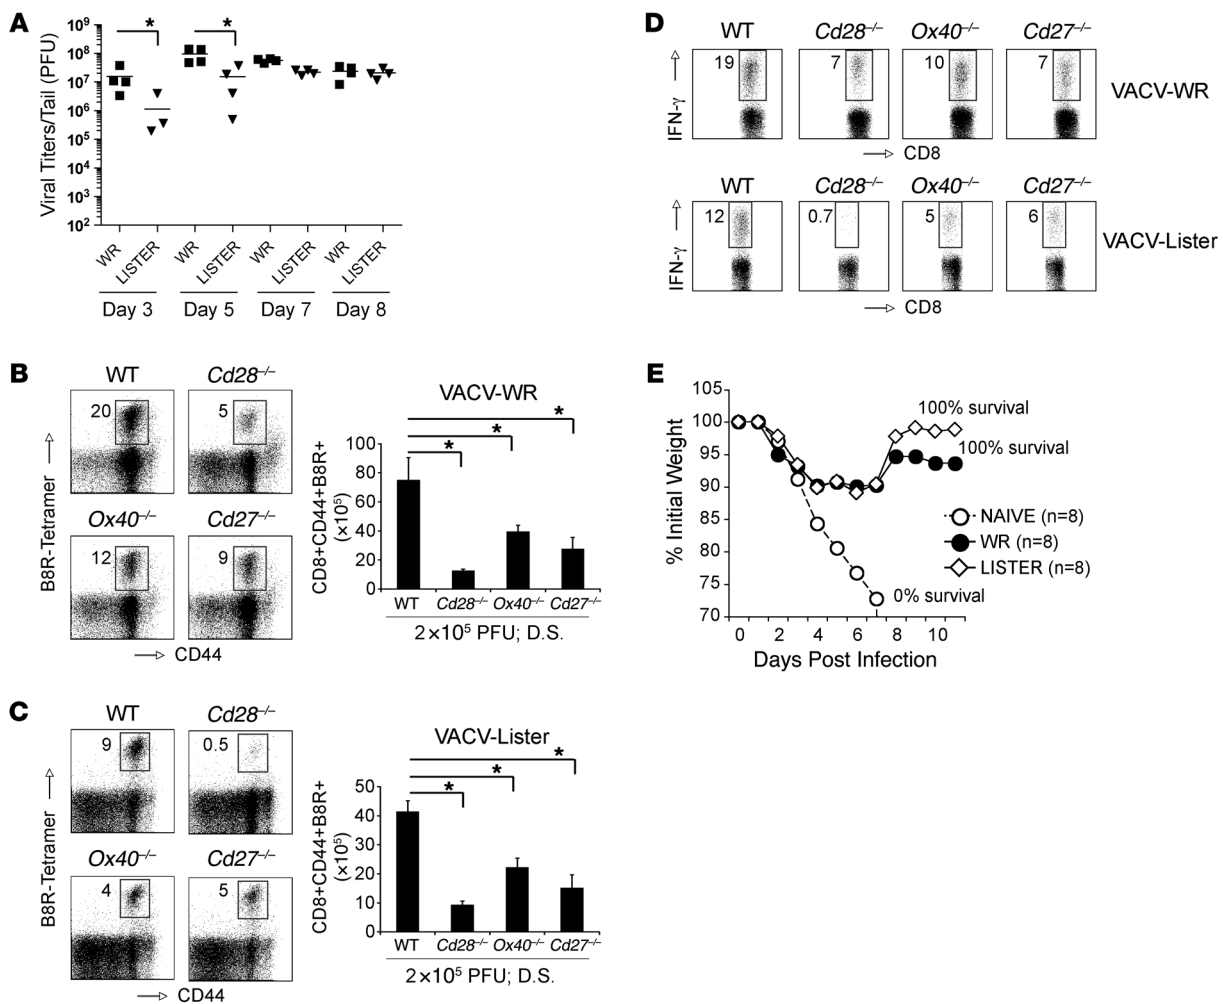 A
Viral Titers/Tail (PFU)
10⁹
10⁸
10⁷
10⁶
10⁵
10⁴
10³
10²
*
*
WR
LISTER
WR
LISTER
WR
LISTER
WR
LISTER
Day 3
Day 5
Day 7
Day 8
B
WT
Cd28–/–
20
5
Ox40–/–
Cd27–/–
12
9
B8R-Tetramer
CD44
VACV-WR
*
*
*
CD8+CD44+B8R+
(×10⁵)
100
80
60
40
20
0
WT
Cd28–/–
Ox40–/–
Cd27–/–
2×10⁵ PFU; D.S.
C
WT
Cd28–/–
9
0.5
Ox40–/–
Cd27–/–
4
5
B8R-Tetramer
CD44
VACV-Lister
*
*
*
CD8+CD44+B8R+
(×10⁵)
50
40
30
20
10
0
WT
Cd28–/–
Ox40–/–
Cd27–/–
2×10⁵ PFU; D.S.
D
WT
Cd28–/–
Ox40–/–
Cd27–/–
19
7
10
7
VACV-WR
IFN-γ
CD8
WT
Cd28–/–
Ox40–/–
Cd27–/–
12
0.7
5
6
VACV-Lister
IFN-γ
CD8
E
% Initial Weight
105
100
95
90
85
80
75
70
100% survival
100% survival
NAIVE (n=8)
WR (n=8)
LISTER (n=8)
0% survival
0 2 4 6 8 10
Days Post Infection